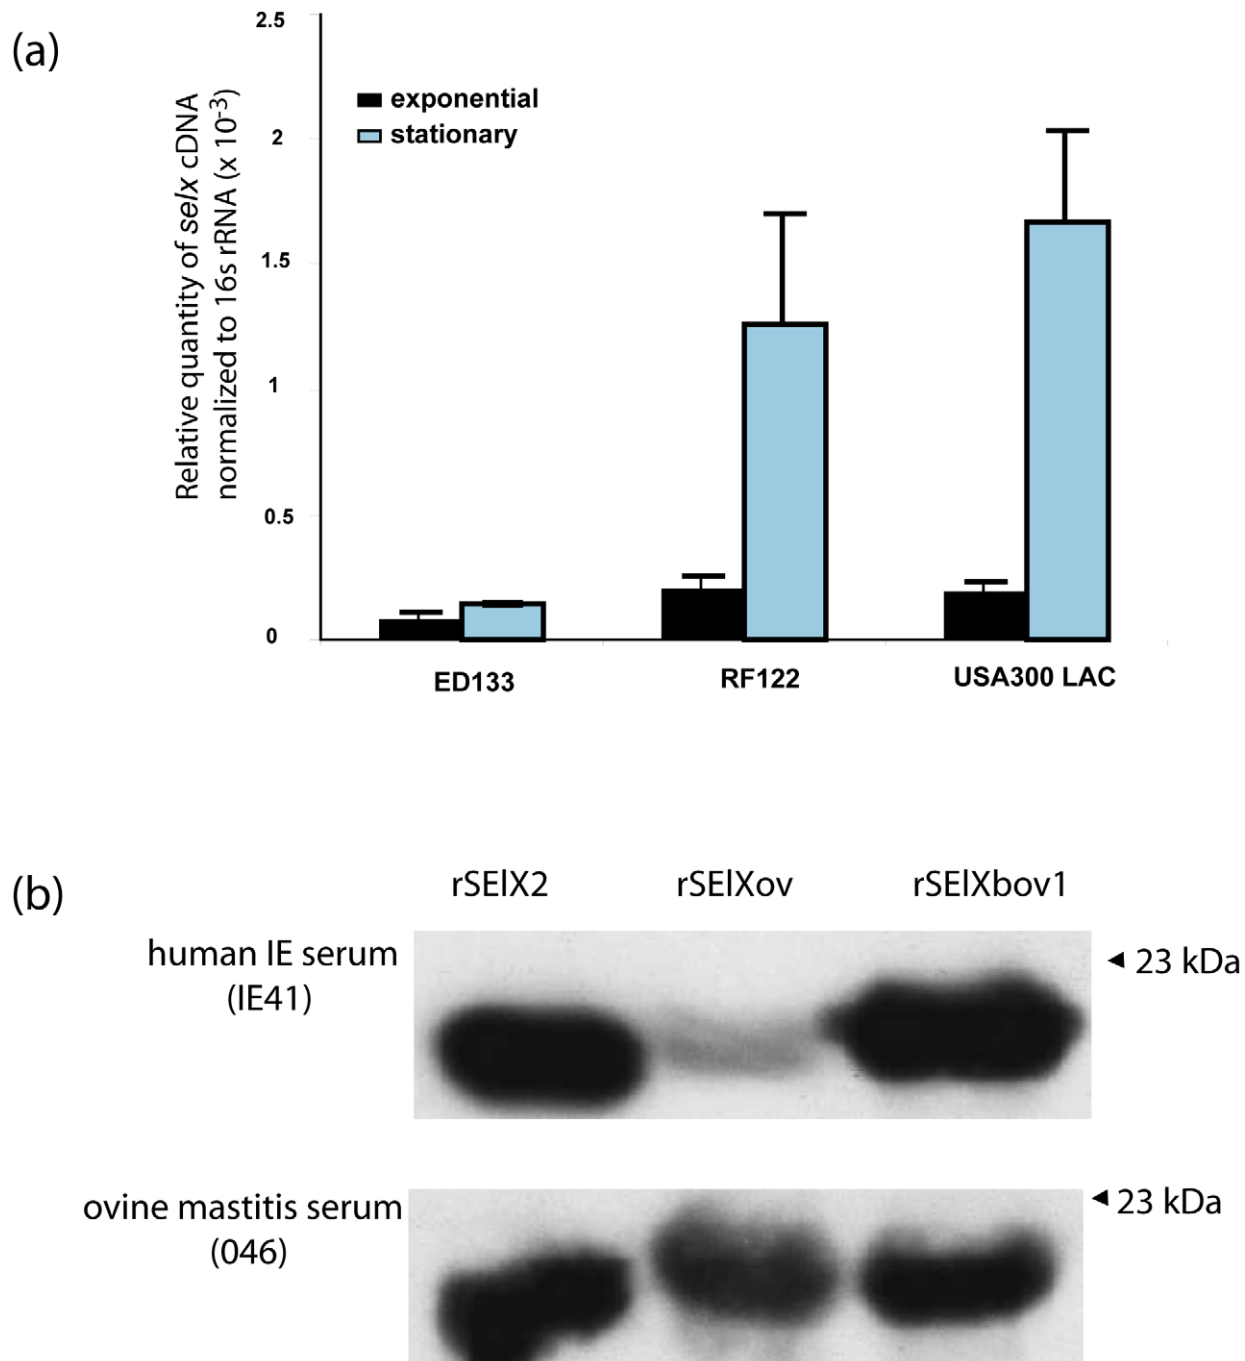 (a)
2.5
2
1.5
1
0.5
0
Relative quantity of selx cDNA
normalized to 16s rRNA (x 10-3)
exponential
stationary
ED133
RF122
USA300 LAC
(b)
rSElX2
rSElXov
rSElXbov1
human IE serum
(IE41)
◄ 23 kDa
ovine mastitis serum
(046)
◄ 23 kDa